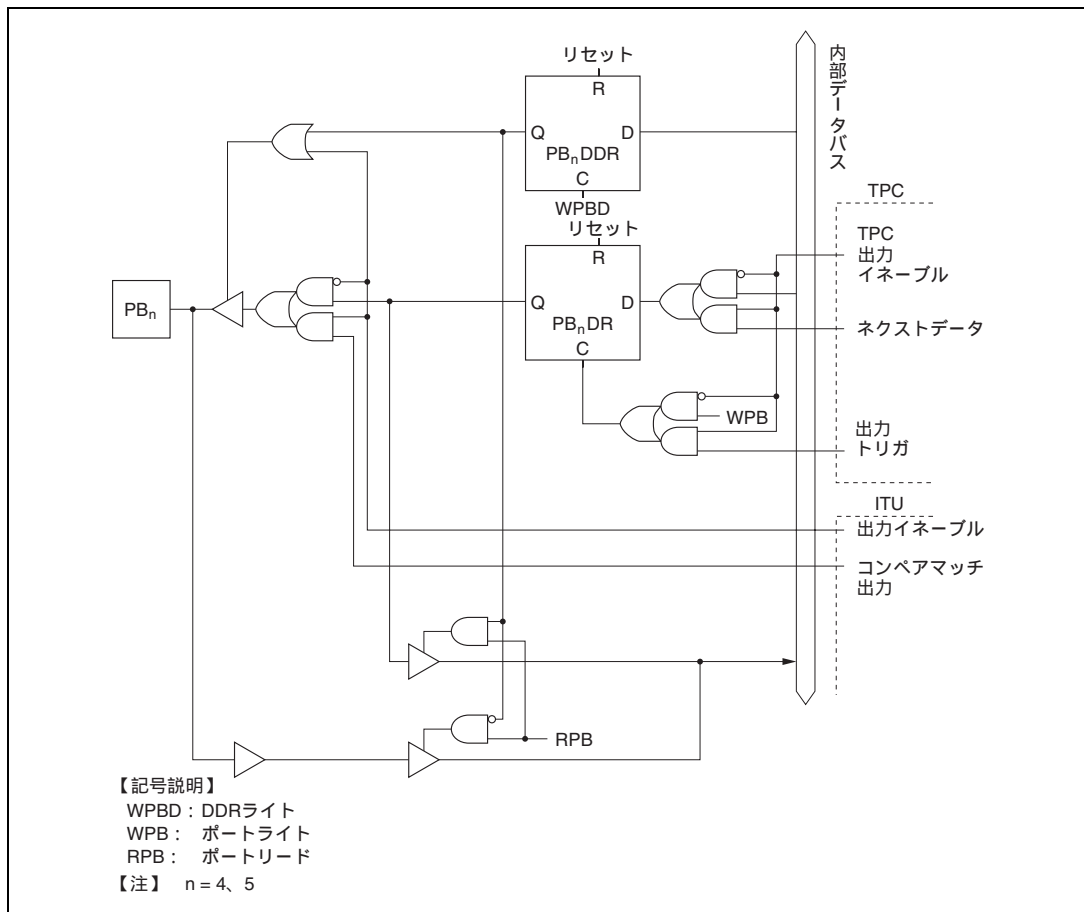 リセット
R
Q
D
PBnDDR
C
WPBD
内部データバス
リセット
R
Q
D
PBnDR
C
PBn
WPB
TPC
TPC
出力
イネーブル
ネクストデータ
出力
トリガ
ITU
出力イネーブル
コンペアマッチ
出力
RPB
【記号説明】
WPBD : DDRライト
WPB : ポートライト
RPB : ポートリード
【注】 n = 4、5